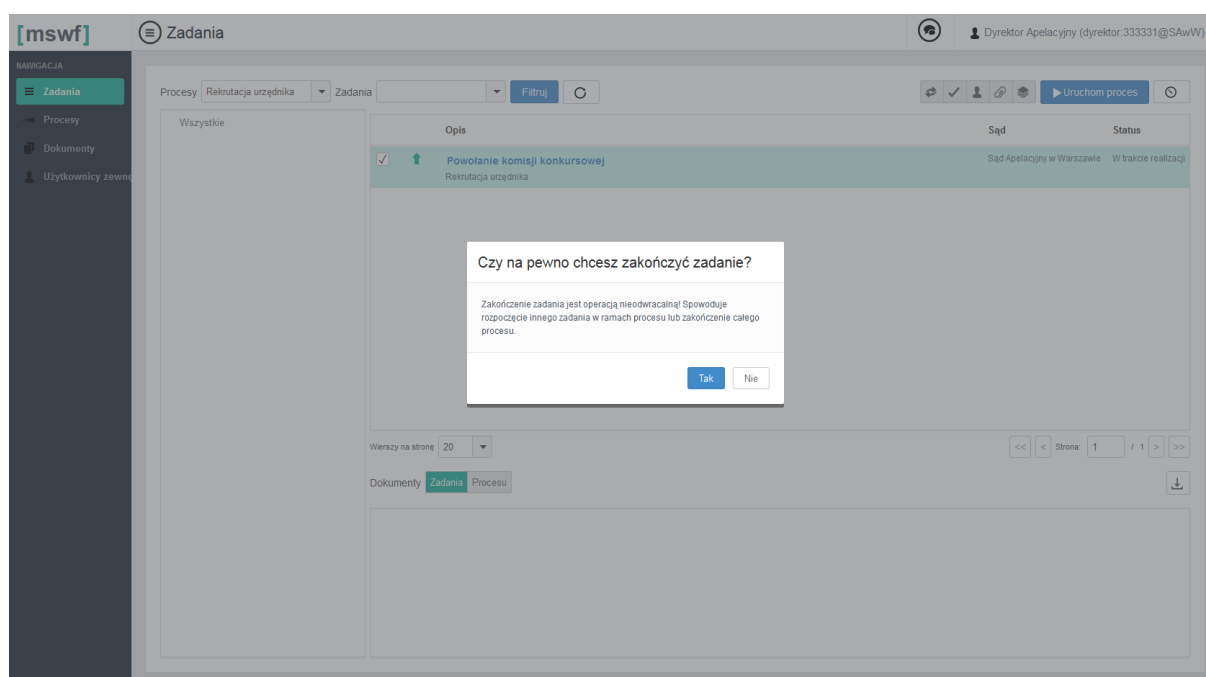 [mswf]
Zadania
Dyrektor Apelacyjny (dyrektor:333331@SAwW)
NAWIGACJA
Zadania
Procesy
Dokumenty
Użytkownicy zewnę
Procesy Rekrutacja urzędnika Zadania Filtruj Uruchom proces
Wszystkie
Opis Sąd Status
Powołanie komisji konkursowej Sąd Apelacyjny w Warszawie W trakcie realizacji
Rekrutacja urzędnika
Czy na pewno chcesz zakończyć zadanie?
Zakończenie zadania jest operacją nieodwracalną! Spowoduje
rozpoczęcie innego zadania w ramach procesu lub zakończenie całego
procesu.
Tak Nie
Wierszy na stronę 20 << < Strona: 1 / 1 > >>
Dokumenty Zadania Procesu